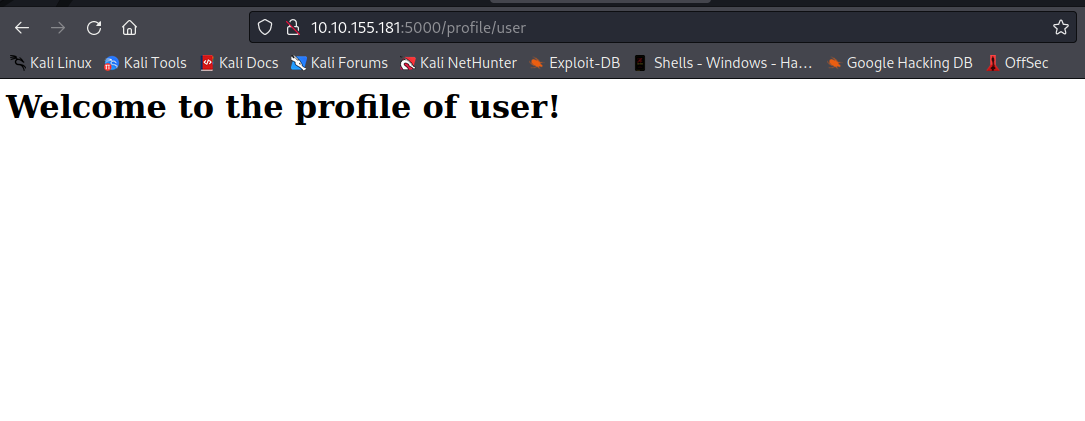 10.10.155.181:5000/profile/user
Kali Linux Kali Tools Kali Docs Kali Forums Kali NetHunter Exploit-DB Shells - Windows - Ha… Google Hacking DB OffSec
Welcome to the profile of user!